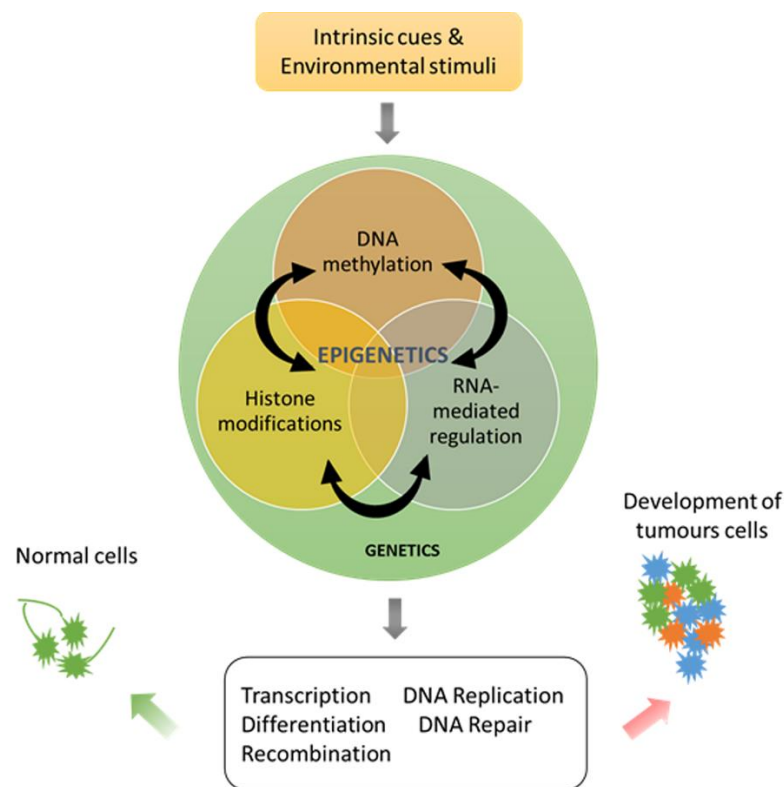 Intrinsic cues &
Environmental stimuli
DNA
methylation
EPIGENETICS
Histone
modifications
RNA-
mediated
regulation
GENETICS
Normal cells
Development of
tumours cells
Transcription DNA Replication
Differentiation DNA Repair
Recombination